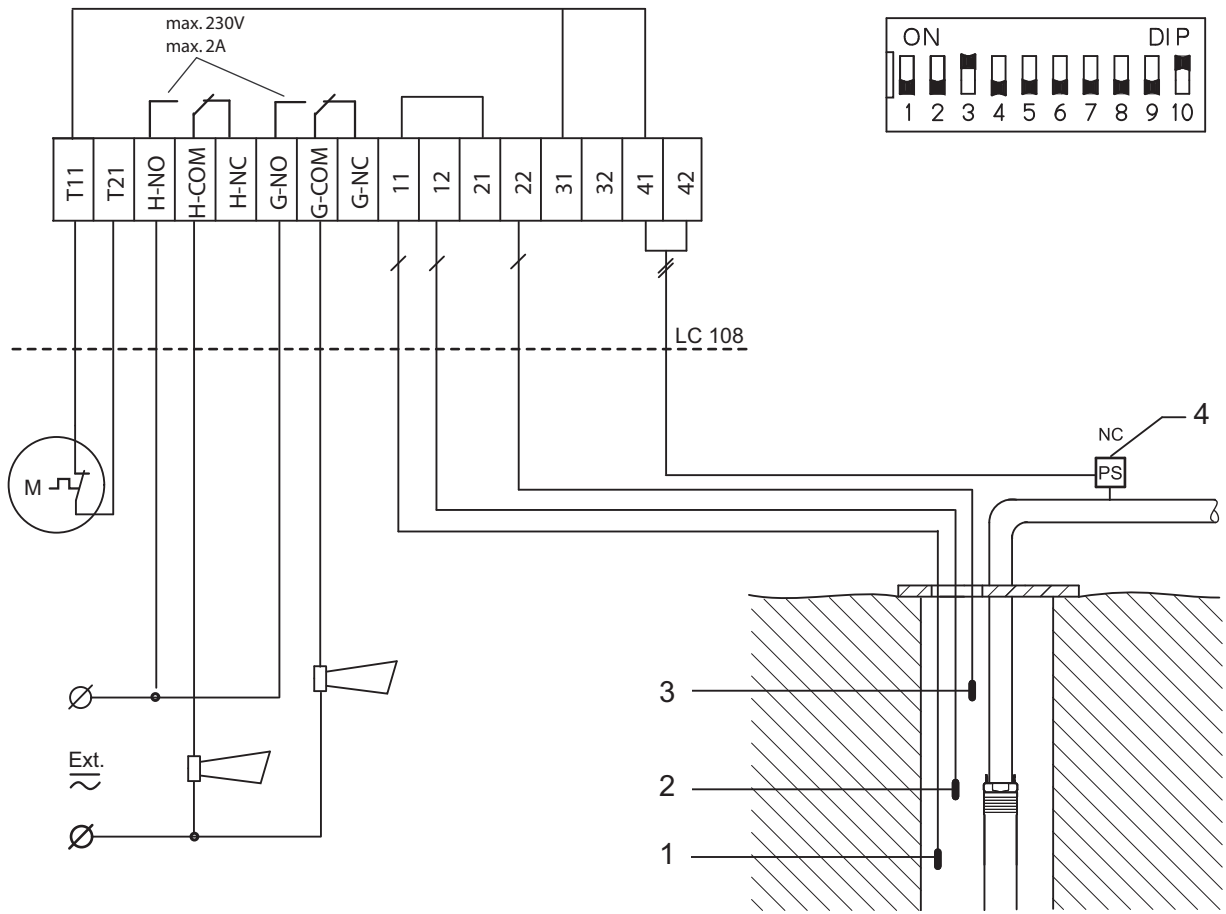 max. 230V
max. 2A
ON DIP
1 2 3 4 5 6 7 8 9 10
T11 T21 H-NO H-COM H-NC G-NO G-COM G-NC 11 12 21 22 31 32 41 42
LC 108
4
NC
PS
M
3
Ext.
2
1